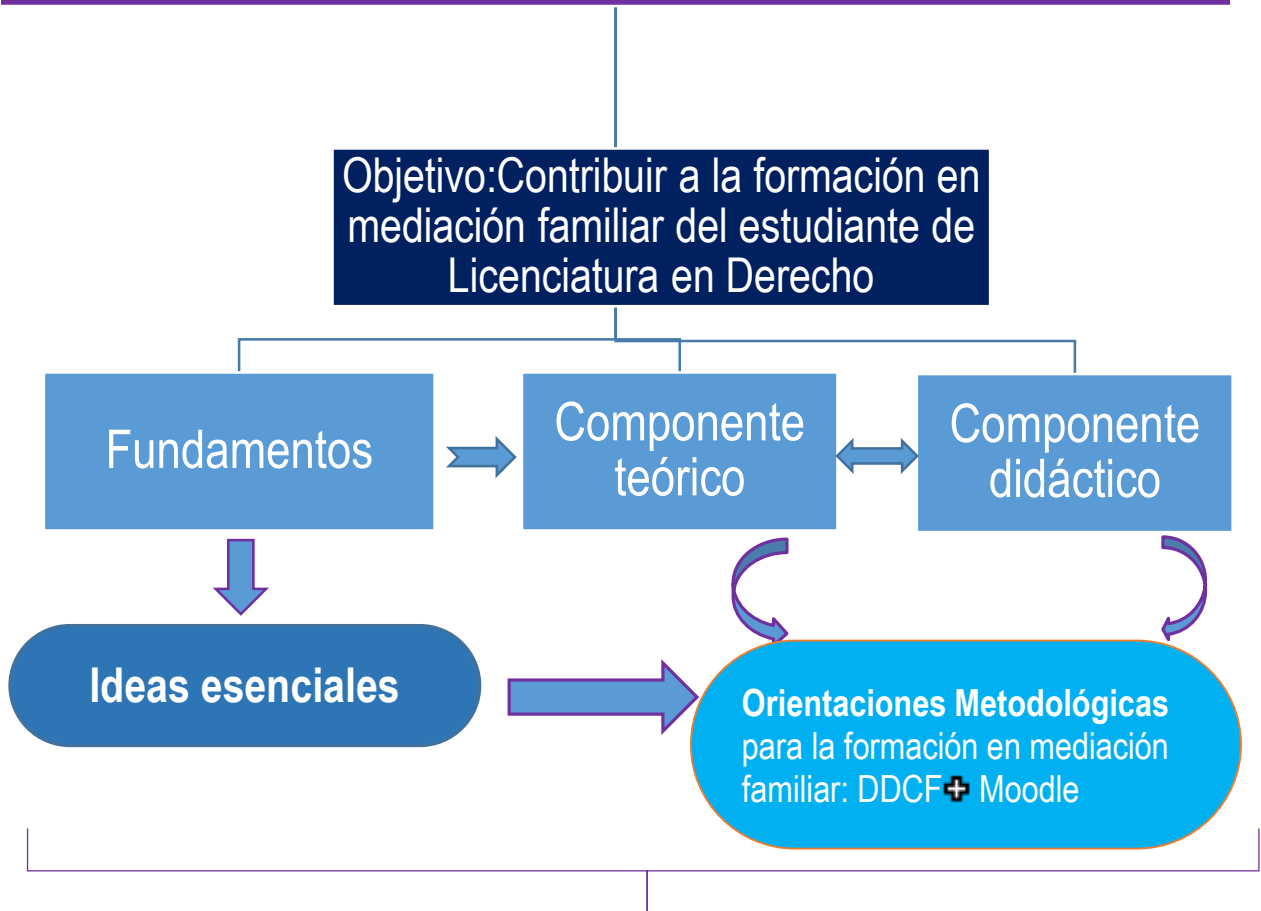 Objetivo:Contribuir a la formación en
mediación familiar del estudiante de
Licenciatura en Derecho
Fundamentos
Componente
teórico
Componente
didáctico
Ideas esenciales
Orientaciones Metodológicas
para la formación en mediación
familiar: DDCF+ Moodle